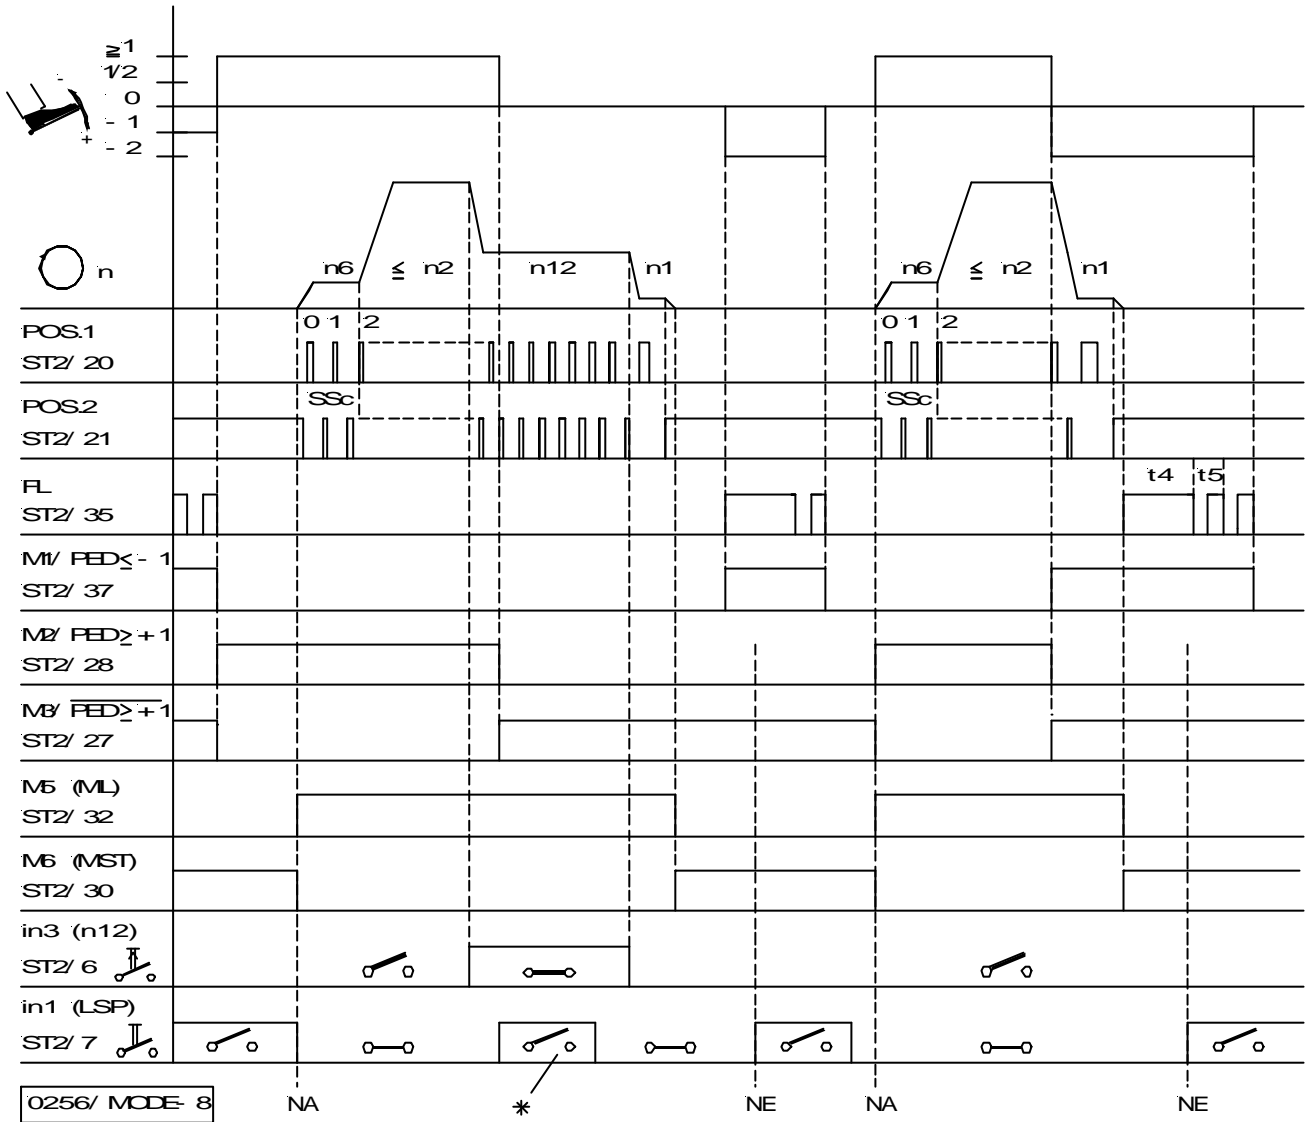 ≥1
1/2
0
- 1
- 2
-
+
n
n6 ≤ n2 n12 n1 n6 ≤ n2 n1
POS.1
0 1 2 0 1 2
ST2/ 20
POS.2
SSc SSc
ST2/ 21
FL
t4 t5
ST2/ 35
M1/ PED≤- 1
ST2/ 37
M2/ PED≥+1
ST2/ 28
M3/ PED≥+1
ST2/ 27
M5 (ML)
ST2/ 32
M6 (MST)
ST2/ 30
in3 (n12)
ST2/ 6
in1 (LSP)
ST2/ 7
0256/ MODE- 8 NA * NE NA NE